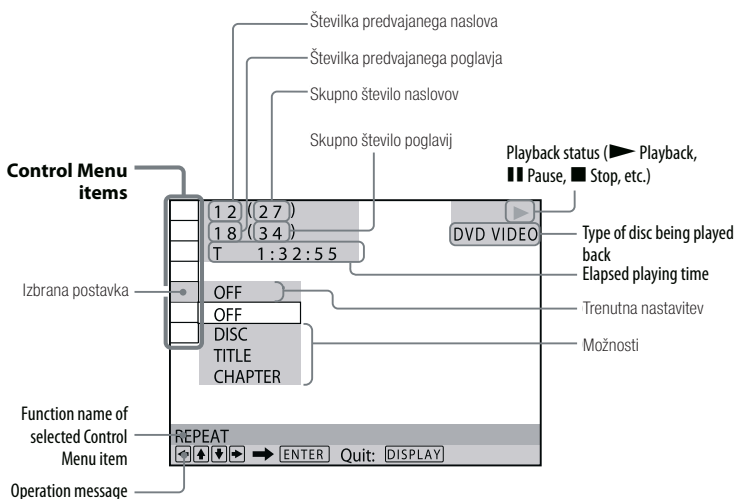 Številka predvajanega naslova
Številka predvajanega poglavja
Skupno število naslovov
Skupno število poglavij
Playback status (► Playback,
❚❚ Pause, ■ Stop, etc.)
Control Menu
items
12 (27)
18 (34)
T 1:32:55
►
DVD VIDEO
Type of disc being played
back
Elapsed playing time
Izbrana postavka
OFF
Trenutna nastavitev
OFF
DISC
TITLE
CHAPTER
Možnosti
Function name of
selected Control
Menu item
REPEAT
← ↑ ↓ → ➡ ENTER Quit: DISPLAY
Operation message